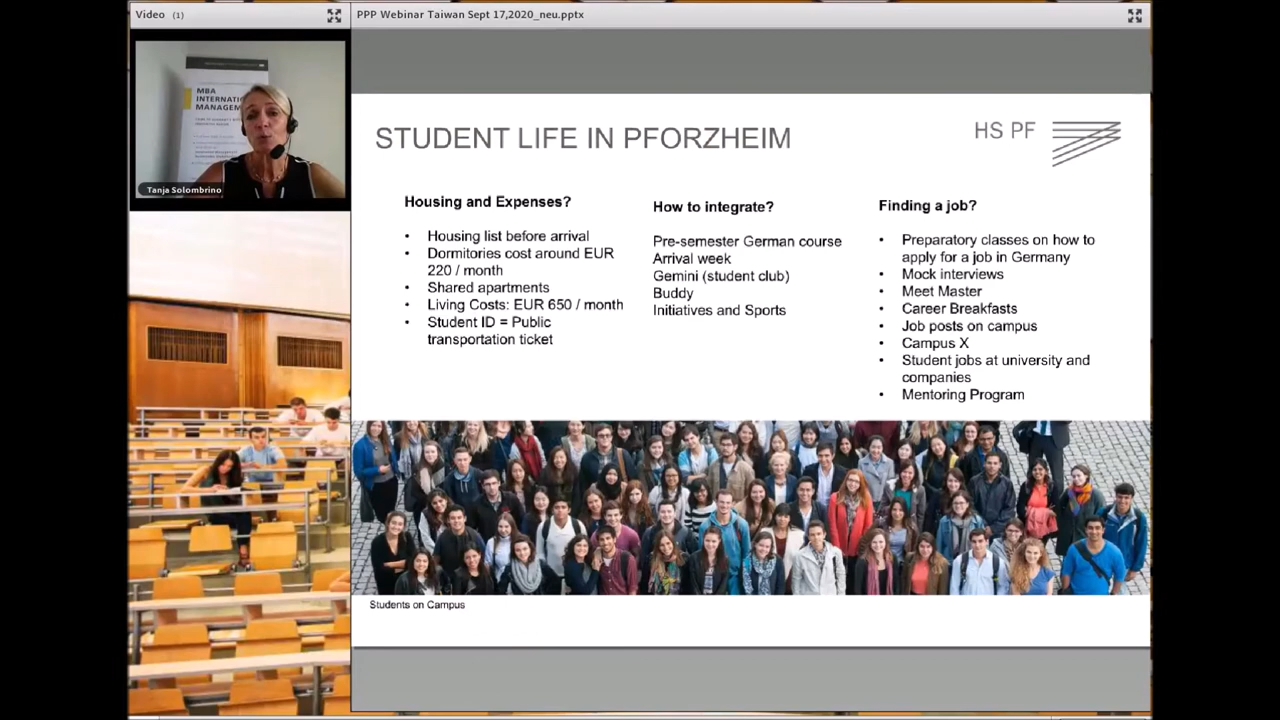 Video (1)
PPP Webinar Taiwan Sept 17,2020_neu.pptx
MBA
INTERNATIO
MANAGEM
Tanja Solombrino
STUDENT LIFE IN PFORZHEIM
HS PF
Housing and Expenses?
• Housing list before arrival
• Dormitories cost around EUR
220 / month
• Shared apartments
• Living Costs: EUR 650 / month
• Student ID = Public
transportation ticket
How to integrate?
Pre-semester German course
Arrival week
Gemini (student club)
Buddy
Initiatives and Sports
Finding a job?
• Preparatory classes on how to
apply for a job in Germany
• Mock interviews
• Meet Master
• Career Breakfasts
• Job posts on campus
• Campus X
• Student jobs at university and
companies
• Mentoring Program
Students on Campus